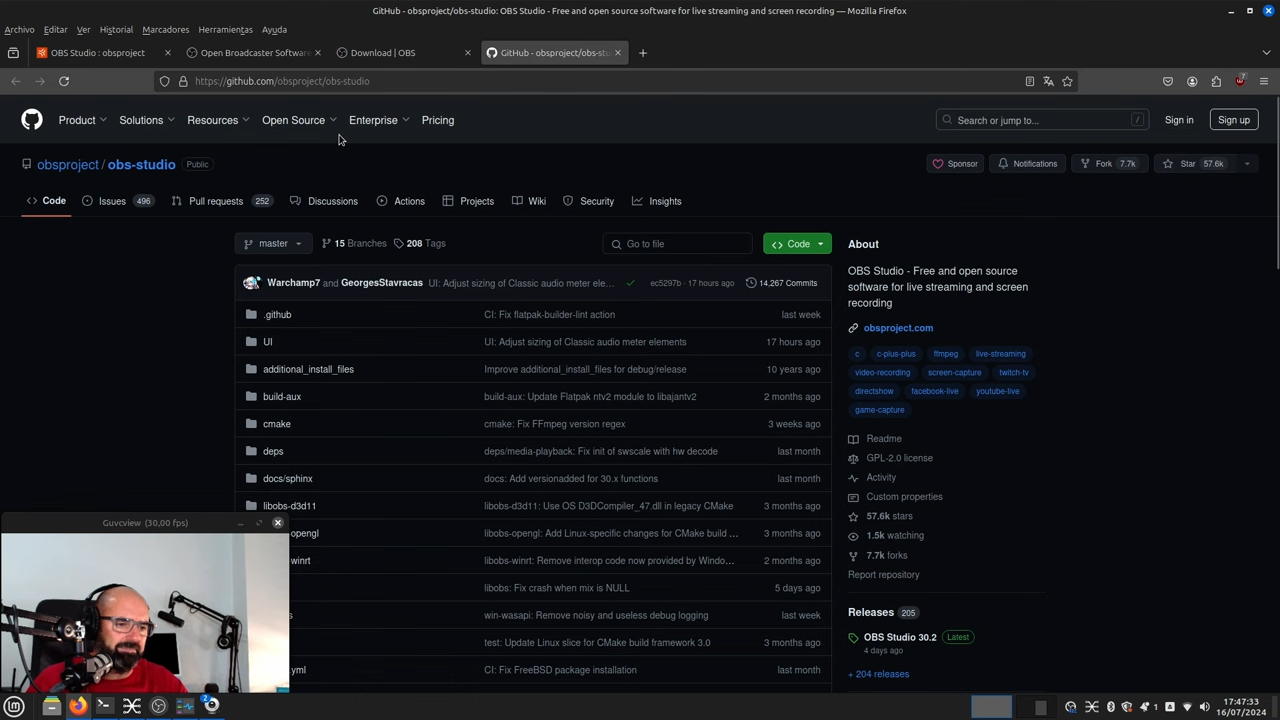 GitHub - obsproject/obs-studio: OBS Studio - Free and open source software for live streaming and screen recording — Mozilla Firefox
Archivo Editar Ver Historial Marcadores Herramientas Ayuda
OBS Studio : obsproject
Open Broadcaster Software
Download | OBS
GitHub - obsproject/obs-stu
https://github.com/obsproject/obs-studio
7
Product Solutions Resources Open Source Enterprise Pricing
Search or jump to... /
Sign in
Sign up
obsproject / obs-studio Public
Sponsor
Notifications
Fork 7.7k
Star 57.6k
Code Issues 496 Pull requests 252 Discussions Actions Projects Wiki Security Insights
master 15 Branches 208 Tags
Go to file
Code
Warchamp7 and GeorgesStavracas UI: Adjust sizing of Classic audio meter ele... ec5297b · 17 hours ago 14,267 Commits
.github CI: Fix flatpak-builder-lint action last week
UI UI: Adjust sizing of Classic audio meter elements 17 hours ago
additional_install_files Improve additional_install_files for debug/release 10 years ago
build-aux build-aux: Update Flatpak ntv2 module to libajantv2 2 months ago
cmake cmake: Fix FFmpeg version regex 3 weeks ago
deps deps/media-playback: Fix init of swscale with hw decode last month
docs/sphinx docs: Add versionadded for 30.x functions last month
libobs-d3d11 libobs-d3d11: Use OS D3DCompiler_47.dll in legacy CMake 3 months ago
opengl libobs-opengl: Add Linux-specific changes for CMake build ... 3 months ago
winrt libobs-winrt: Remove interop code now provided by Windo... 2 months ago
libobs: Fix crash when mix is NULL 5 days ago
s win-wasapi: Remove noisy and useless debug logging last week
test: Update Linux slice for CMake build framework 3.0 3 months ago
.yml CI: Fix FreeBSD package installation last month
About
OBS Studio - Free and open source
software for live streaming and screen
recording
obsproject.com
c c-plus-plus ffmpeg live-streaming
video-recording screen-capture twitch-tv
directshow facebook-live youtube-live
game-capture
Readme
GPL-2.0 license
Activity
Custom properties
57.6k stars
1.5k watching
7.7k forks
Report repository
Releases 205
OBS Studio 30.2 Latest
4 days ago
+ 204 releases
Guvcview (30,00 fps)
2
1
17:47:33
16/07/2024